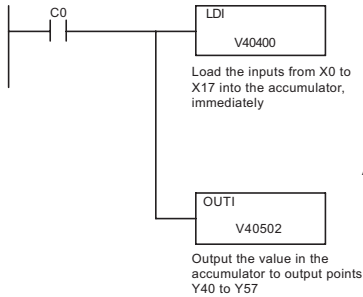 C0
LDI
V40400
Load the inputs from X0 to
X17 into the accumulator,
immediately
OUTI
V40502
Output the value in the
accumulator to output points
Y40 to Y57